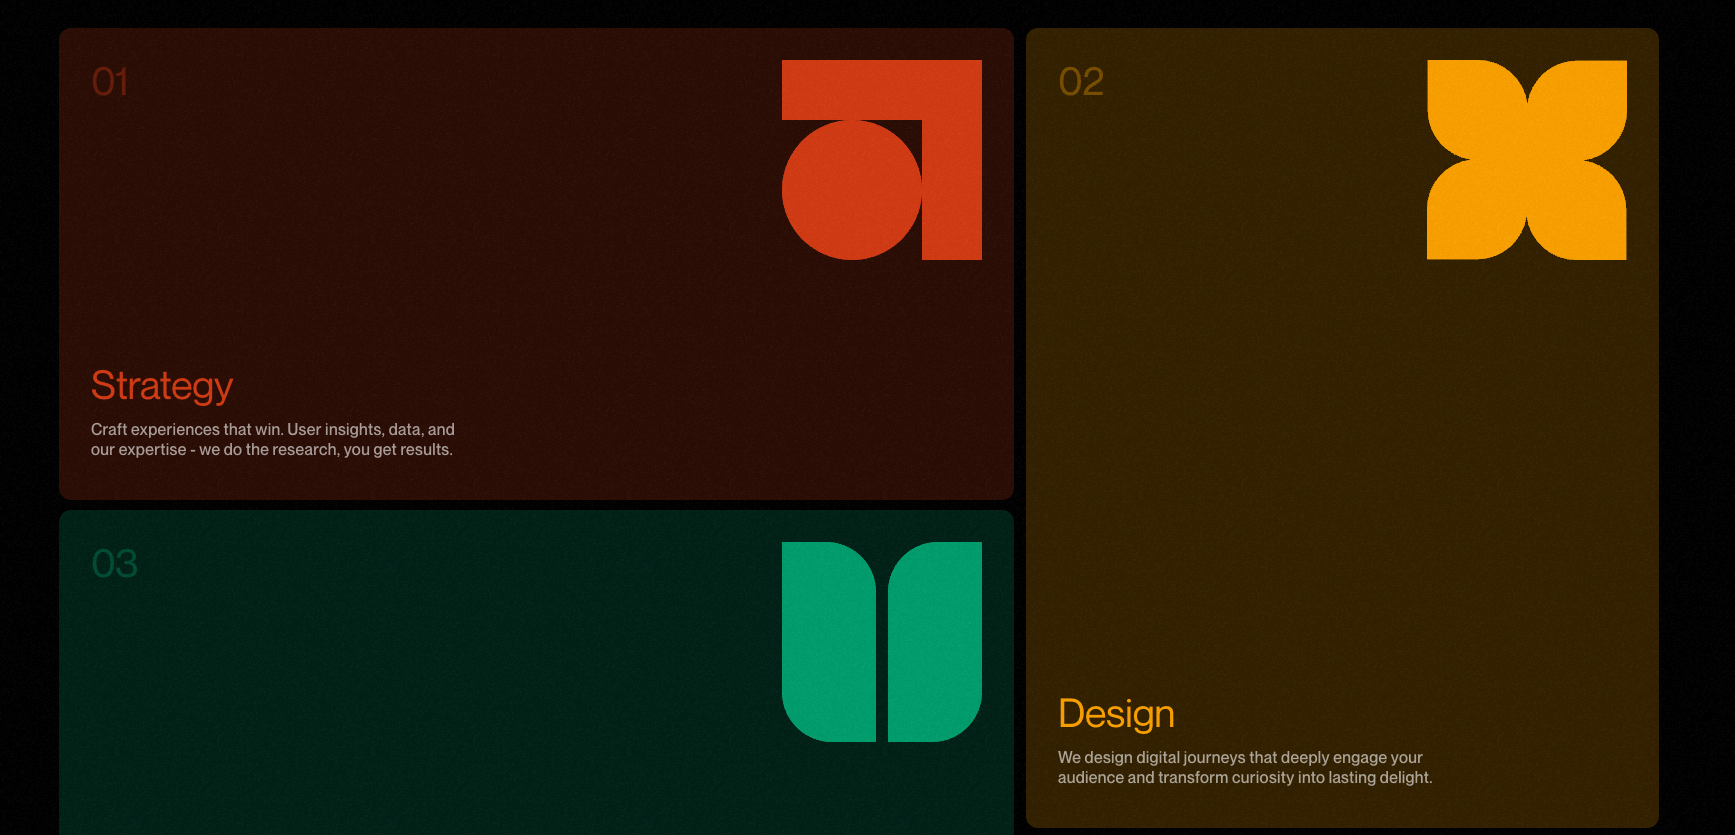 01
Strategy
Craft experiences that win. User insights, data, and
our expertise - we do the research, you get results.
02
Design
We design digital journeys that deeply engage your
audience and transform curiosity into lasting delight.
03